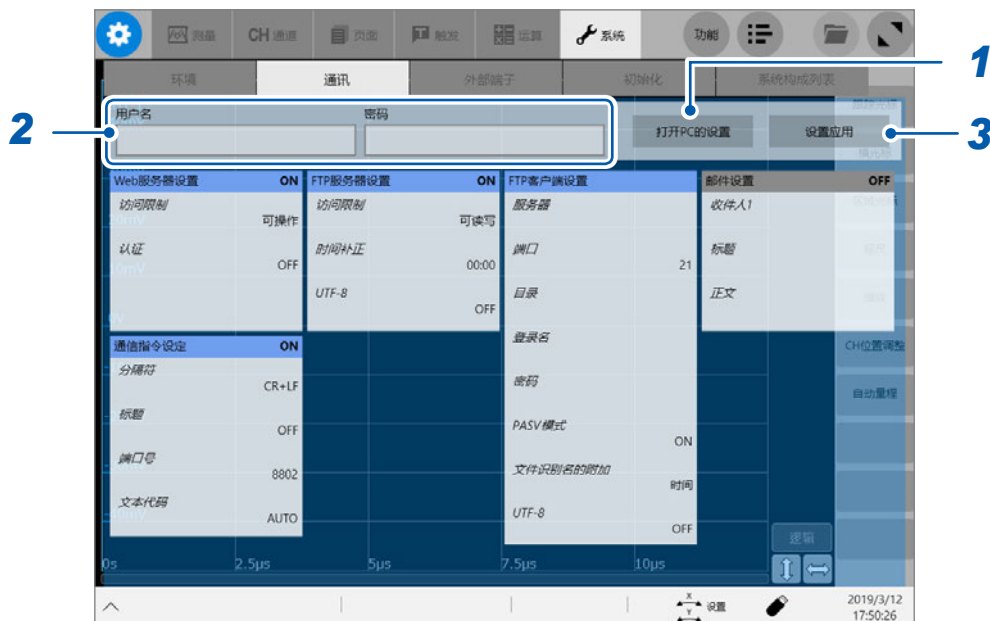 测量 CH 通道 页面 触发 运算 系统 功能
1
环境 通讯 外部端子 初始化 系统构成列表
2
用户名 密码
打开PC的设置 设置应用
3
Web服务器设置 ON
访问限制
可操作
认证
OFF
FTP服务器设置 ON
访问限制
可读写
时间补正
00:00
UTF-8
OFF
FTP客户端设置
服务器
端口
21
目录
登录名
密码
PASV模式
ON
文件识别名的附加
时间
UTF-8
OFF
邮件设置 OFF
收件人1
标题
正文
通信指令设定 ON
分隔符
CR+LF
标题
OFF
端口号
8802
文本代码
AUTO
CH位置调整
自动量程
逻辑
0s 2.5µs 5µs 7.5µs 10µs
X
Y
设置
2019/3/12
17:50:26